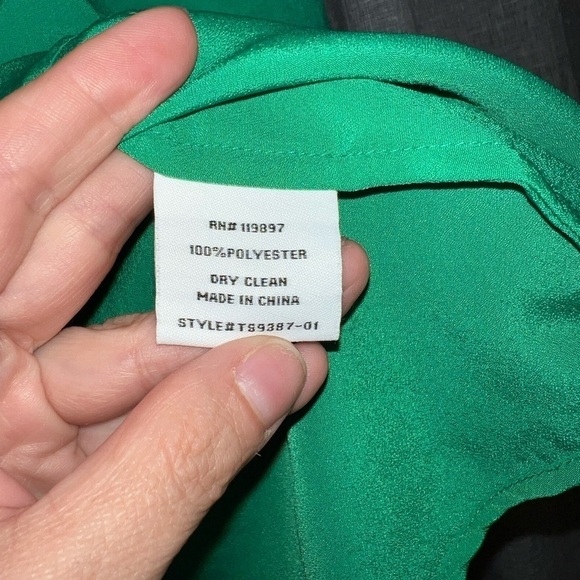 RN# 119897
100%POLYESTER
DRY CLEAN
MADE IN CHINA
STYLE#TS9387-01